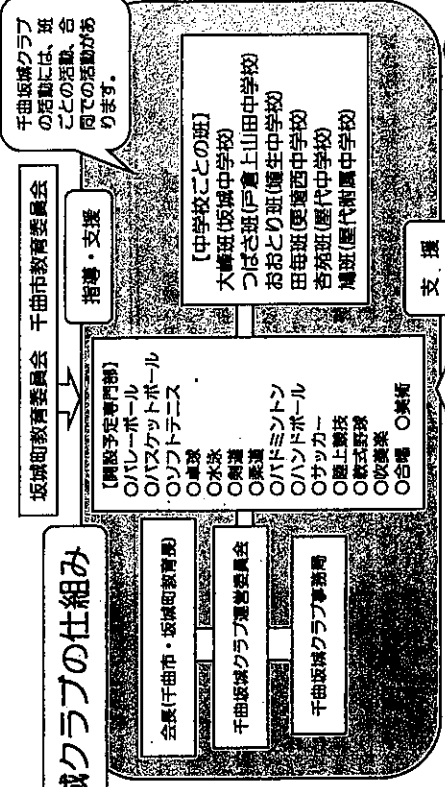 城クラブの仕組み
坂城町教育委員会 千曲市教育委員会
指導・支援
千曲坂城クラブ
の活動には、班
ごとの活動、合
同での活動があ
ります。
会長(千曲市・坂城町教育長)
千曲坂城クラブ運営委員会
千曲坂城クラブ事務局
【開設予定専門部】
○バレーボール
○バスケットボール
○ソフトテニス
○卓球
○水泳
○剣道
○柔道
○バドミントン
○ハンドボール
○サッカー
○陸上競技
○軟式野球
○吹奏楽
○合唱 ○美術
【中学校ごとの班】
大峰班(坂城中学校)
つばさ班(戸倉上山田中学校)
おおとり班(埴生中学校)
田毎班(更埴西中学校)
杏苑班(屋代中学校)
鳩班(屋代附属中学校)
支援